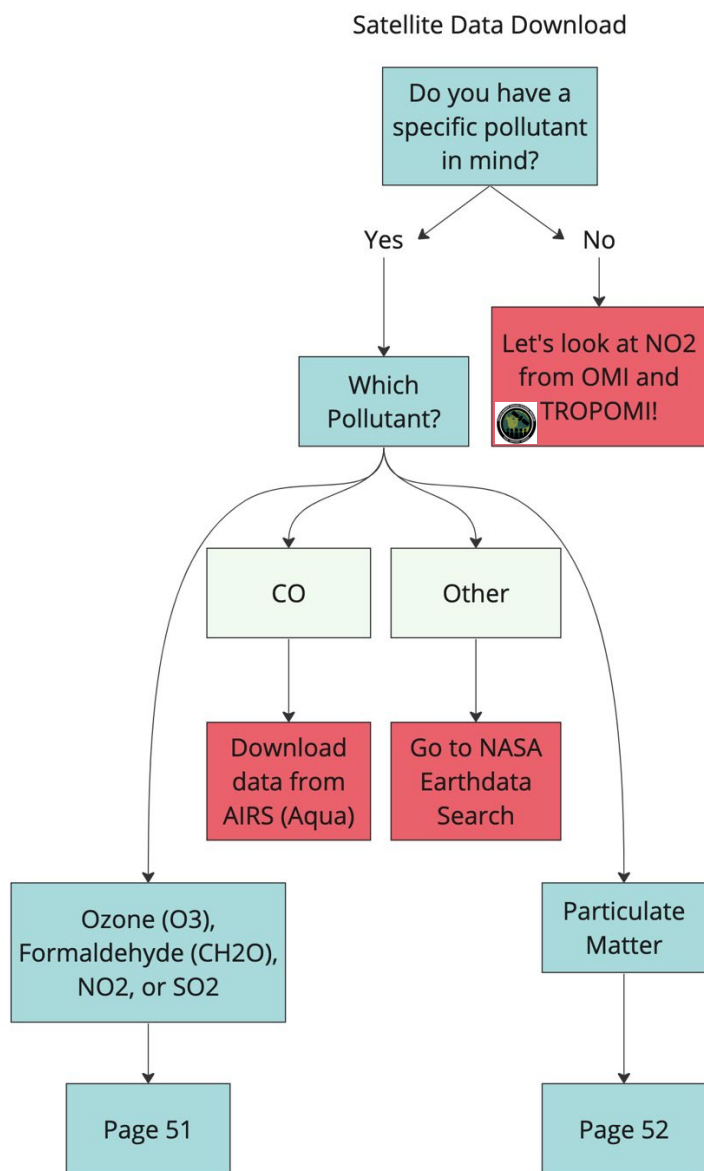 Satellite Data Download
Do you have a
specific pollutant
in mind?
Yes
No
Let's look at NO2
from OMI and
TROPOMI!
Which
Pollutant?
CO
Other
Download
data from
AIRS (Aqua)
Go to NASA
Earthdata
Search
Ozone (O3),
Formaldehyde (CH2O),
NO2, or SO2
Particulate
Matter
Page 51
Page 52